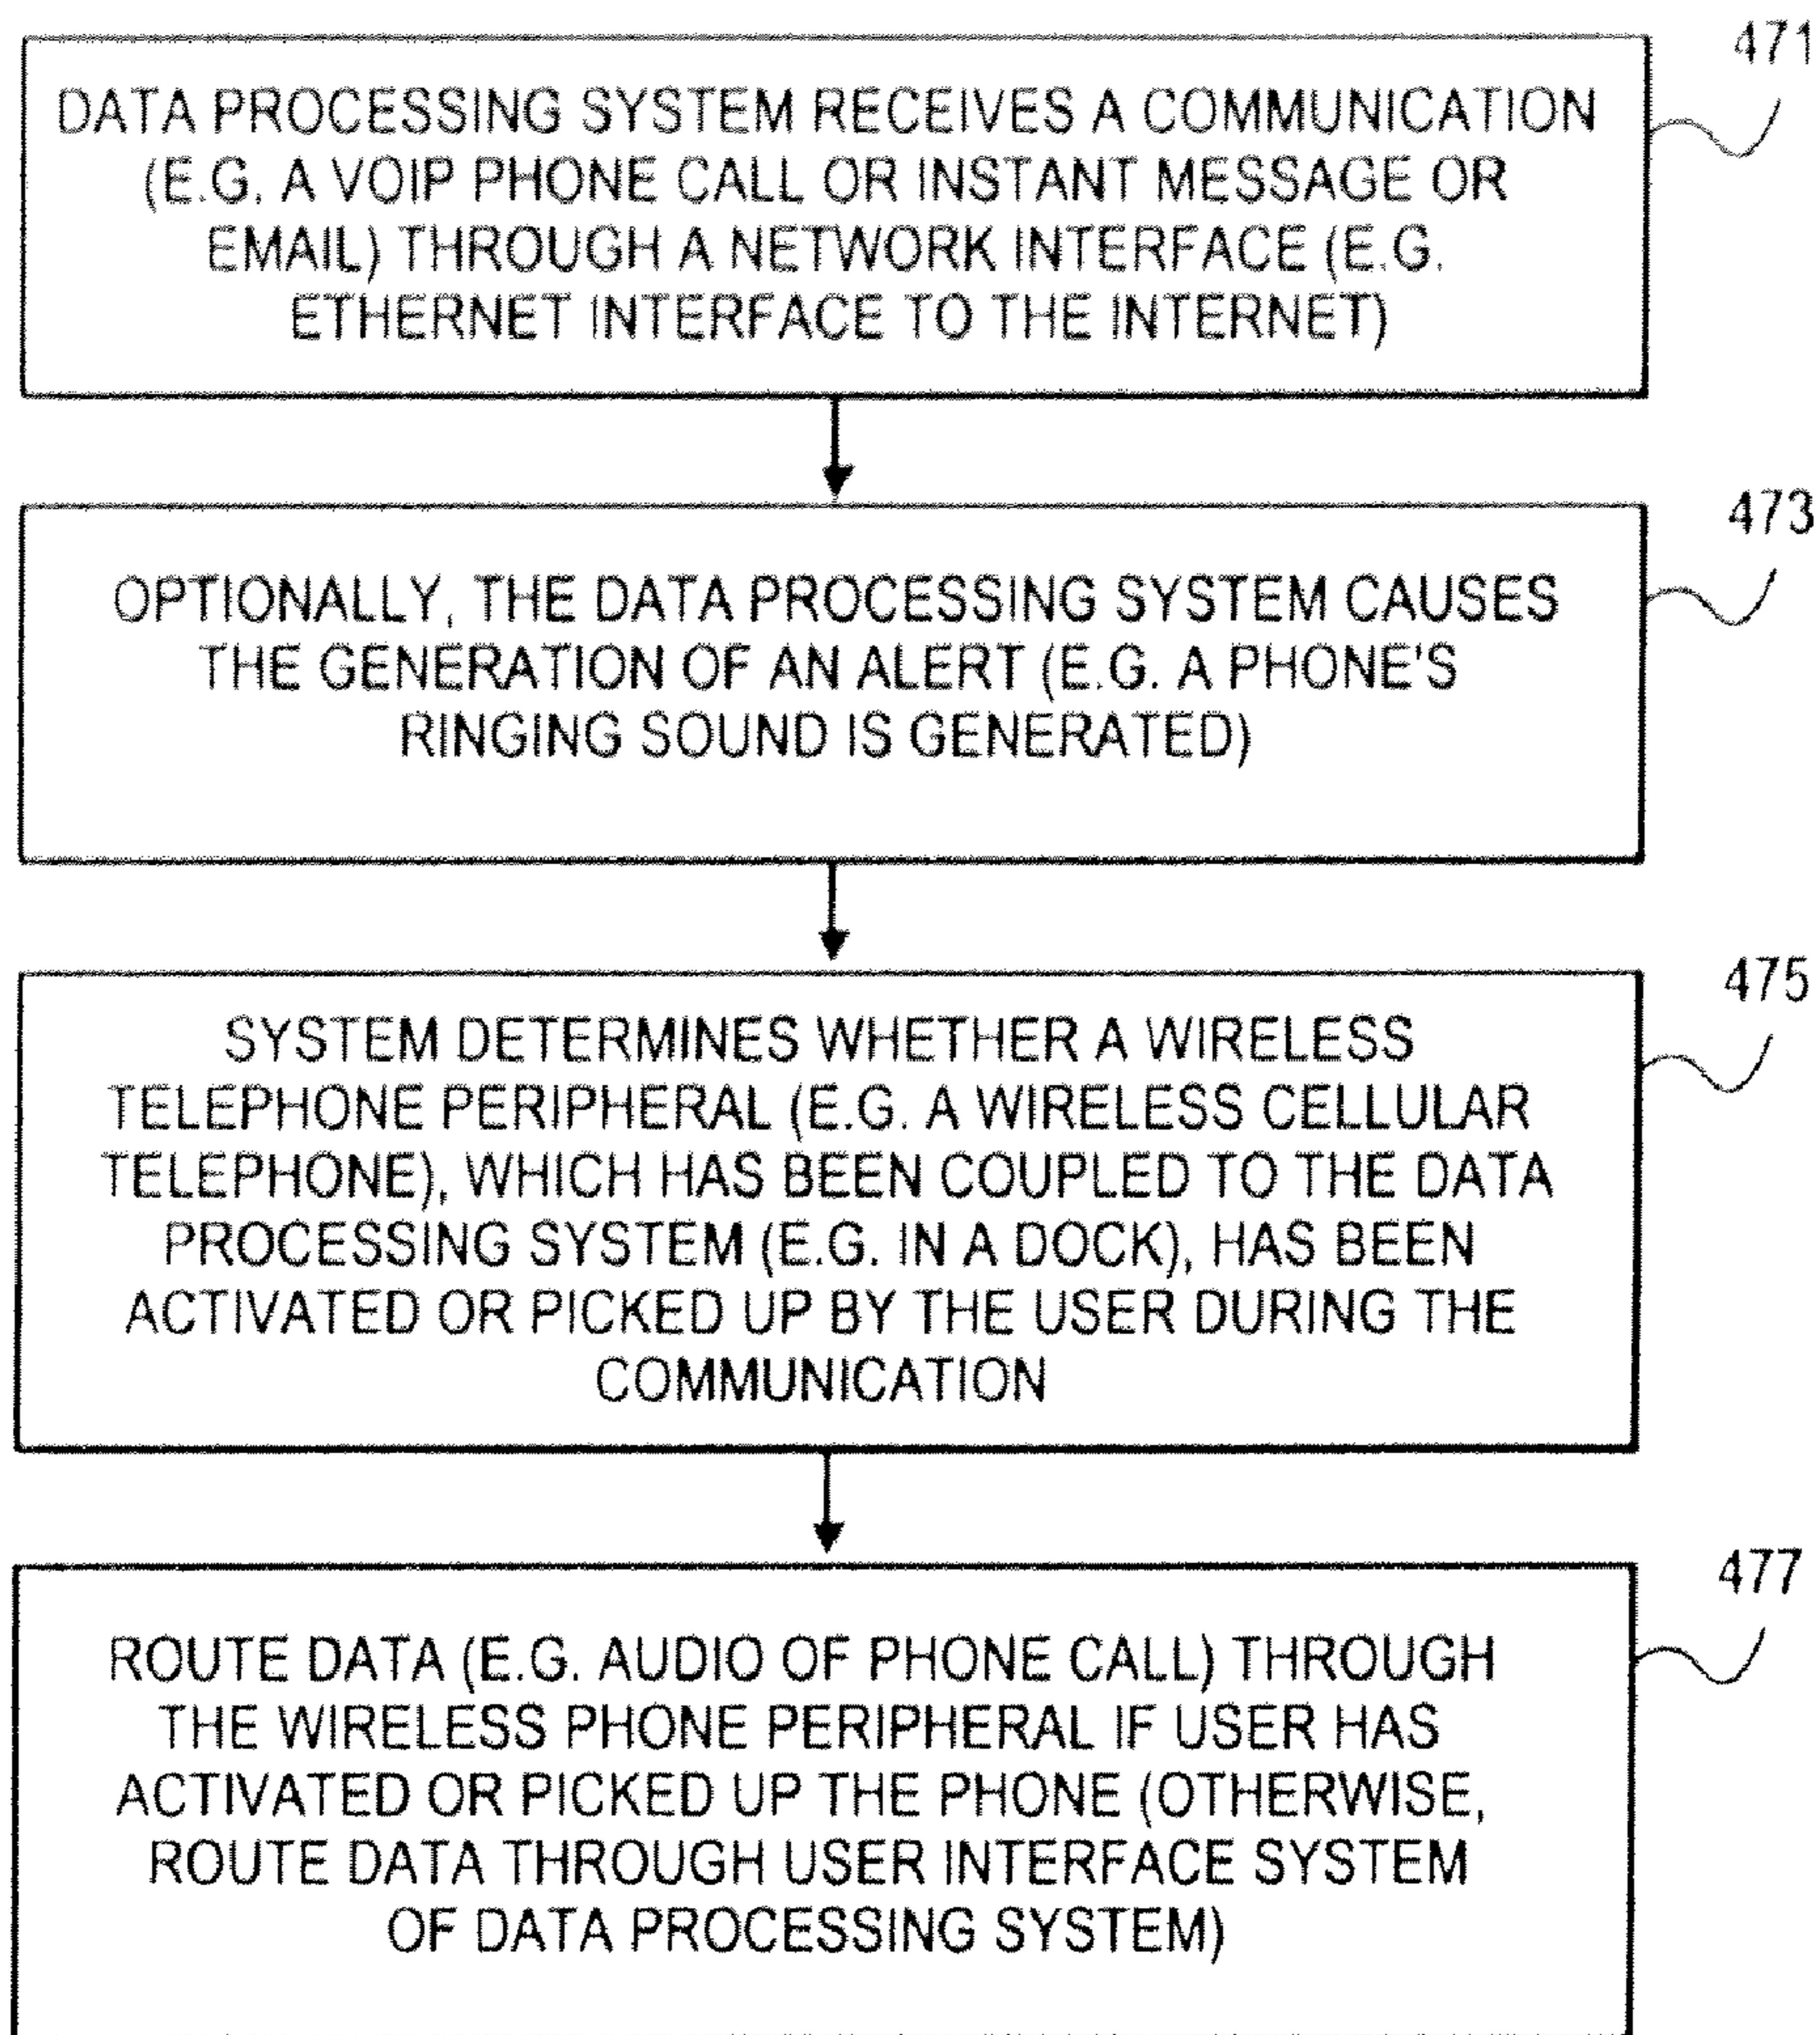 471
DATA PROCESSING SYSTEM RECEIVES A COMMUNICATION
(E.G. A VOIP PHONE CALL OR INSTANT MESSAGE OR
EMAIL) THROUGH A NETWORK INTERFACE (E.G.
ETHERNET INTERFACE TO THE INTERNET)
473
OPTIONALLY, THE DATA PROCESSING SYSTEM CAUSES
THE GENERATION OF AN ALERT (E.G. A PHONE'S
RINGING SOUND IS GENERATED)
475
SYSTEM DETERMINES WHETHER A WIRELESS
TELEPHONE PERIPHERAL (E.G. A WIRELESS CELLULAR
TELEPHONE), WHICH HAS BEEN COUPLED TO THE DATA
PROCESSING SYSTEM (E.G. IN A DOCK), HAS BEEN
ACTIVATED OR PICKED UP BY THE USER DURING THE
COMMUNICATION
477
ROUTE DATA (E.G. AUDIO OF PHONE CALL) THROUGH
THE WIRELESS PHONE PERIPHERAL IF USER HAS
ACTIVATED OR PICKED UP THE PHONE (OTHERWISE,
ROUTE DATA THROUGH USER INTERFACE SYSTEM
OF DATA PROCESSING SYSTEM)